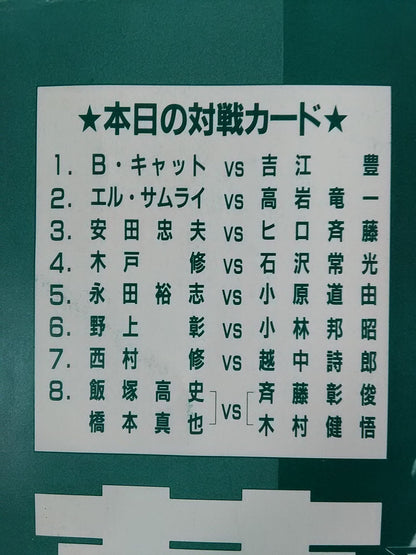 ★本日の対戦カード★
1. B・キャット VS 吉江 豊
2. エル・サムライ VS 高岩竜一
3. 安田忠夫 VS ヒロ斉藤
4. 木戸 修 VS 石沢常光
5. 永田裕志 VS 小原道由
6. 野上 彰 VS 小林邦昭
7. 西村 修 VS 越中詩郎
8. 飯塚高史 斉藤彰俊
橋本真也 VS 木村健悟